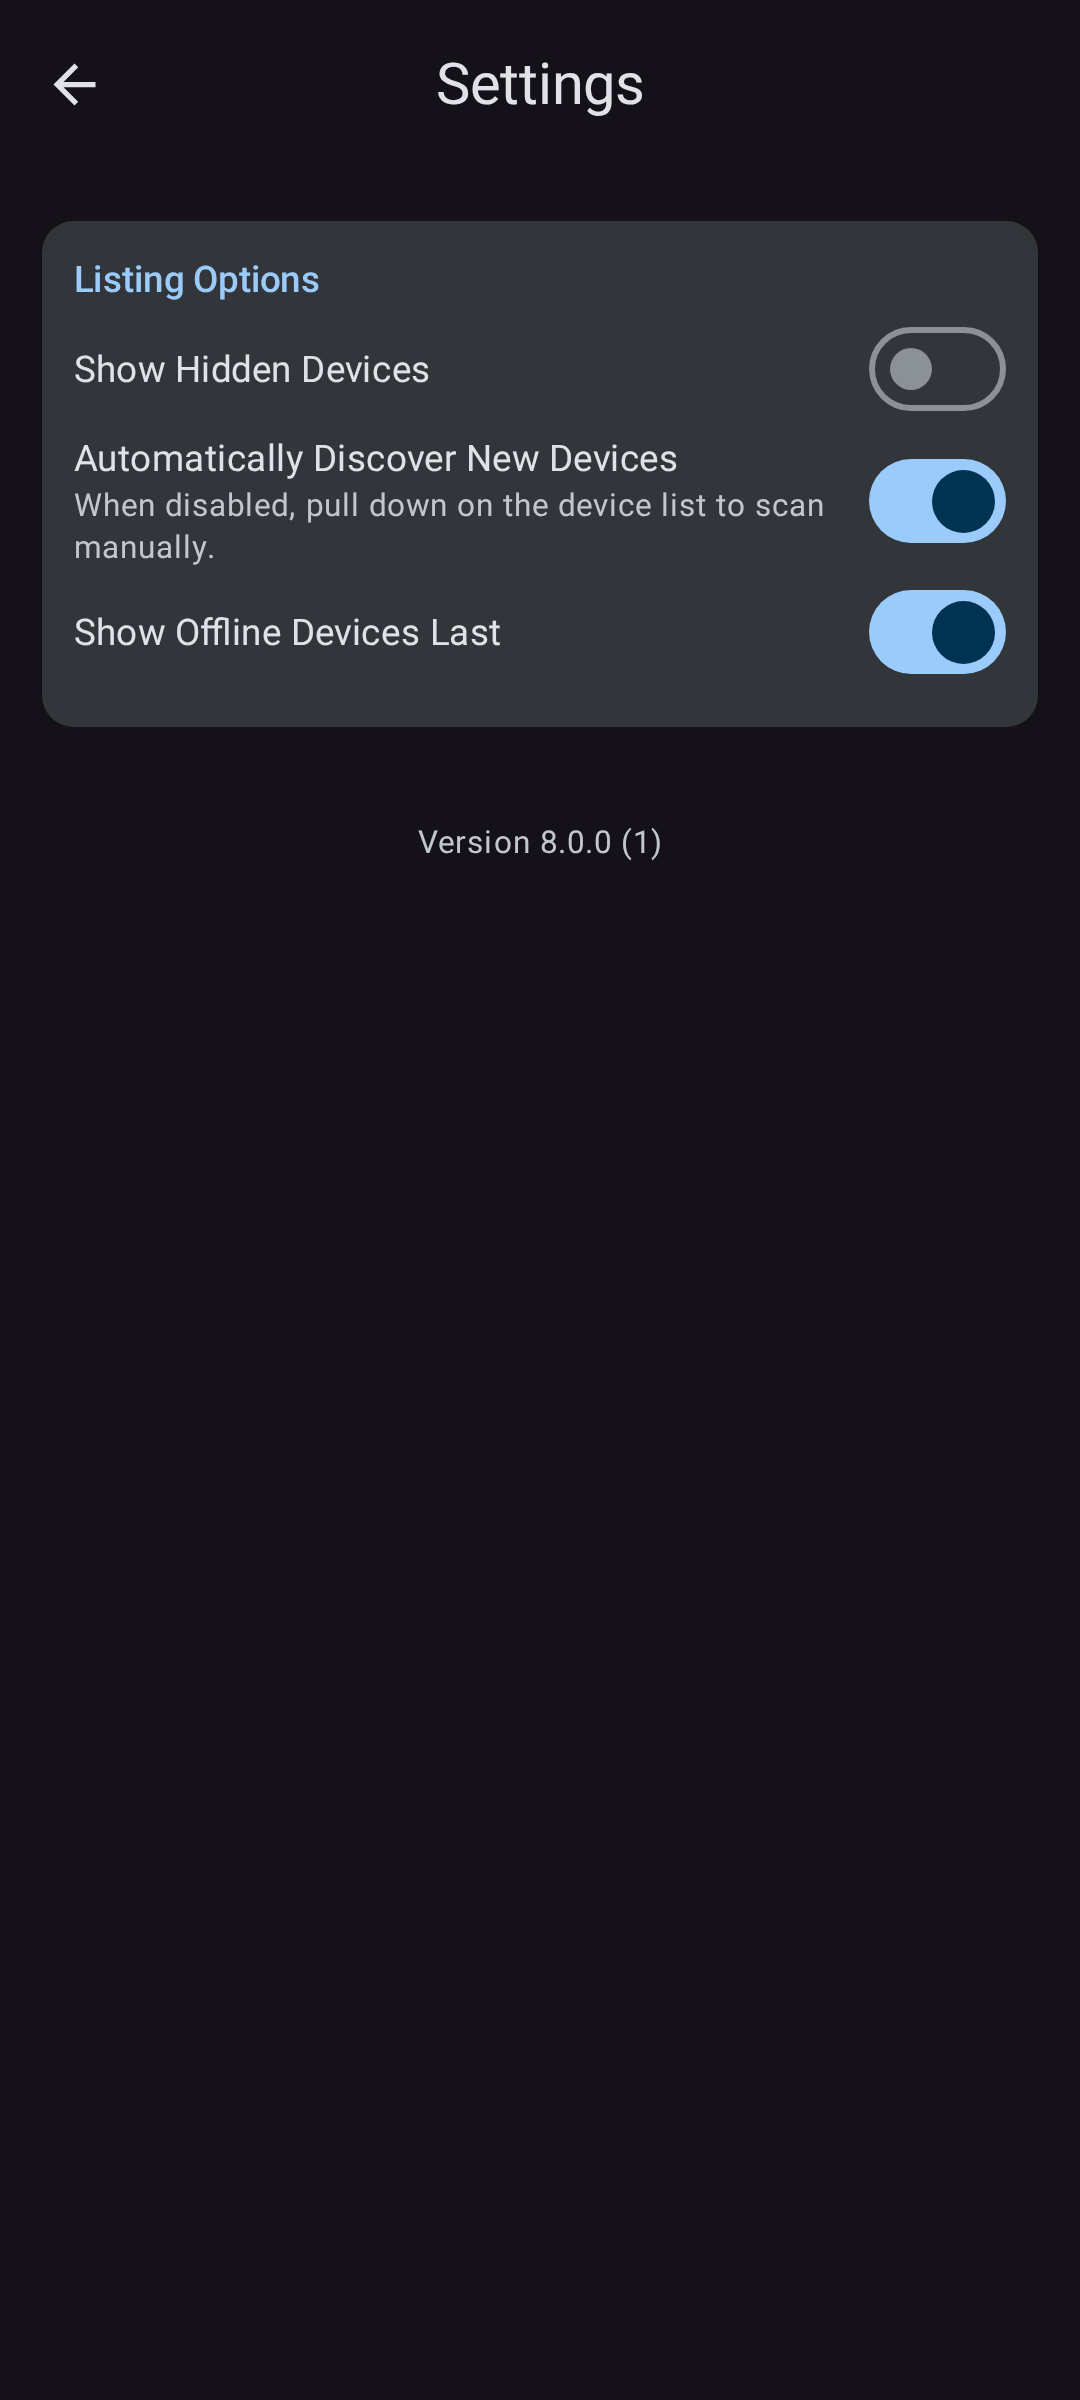 Settings
Listing Options
Show Hidden Devices
Automatically Discover New Devices
When disabled, pull down on the device list to scan
manually.
Show Offline Devices Last
Version 8.0.0 (1)